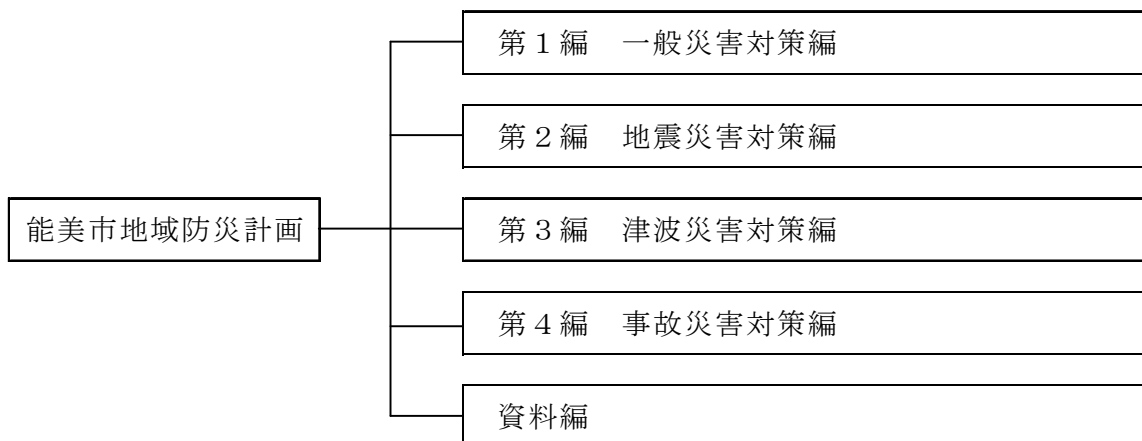 第１編　一般災害対策編
第２編　地震災害対策編
能美市地域防災計画
第３編　津波災害対策編
第４編　事故災害対策編
資料編